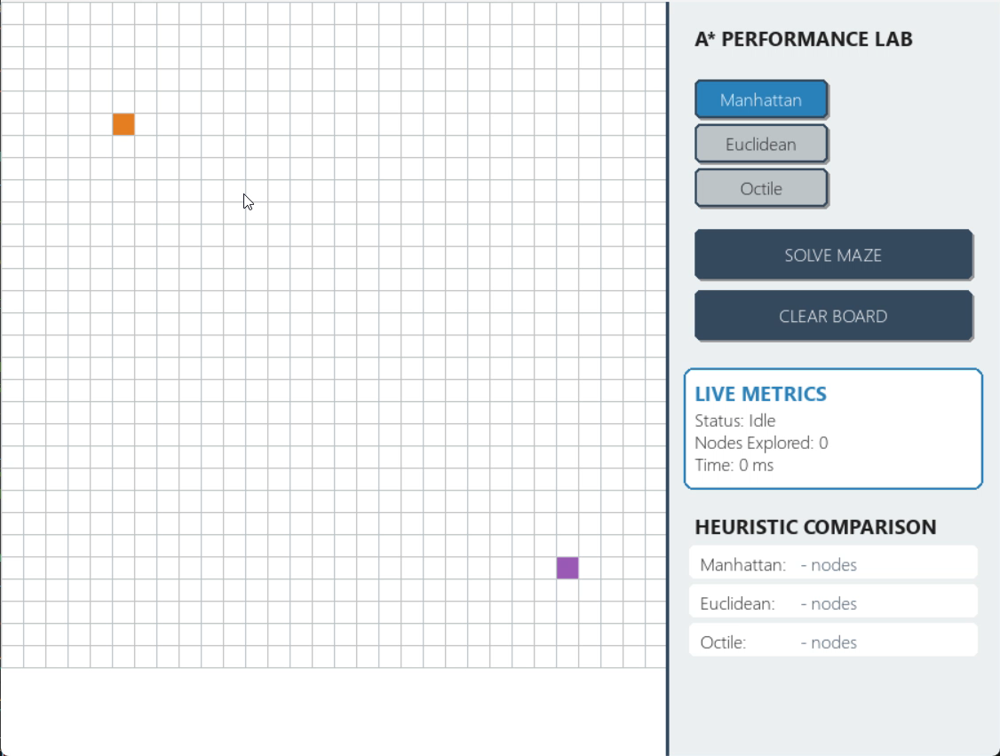 A* PERFORMANCE LAB
Manhattan
Euclidean
Octile
SOLVE MAZE
CLEAR BOARD
LIVE METRICS
Status: Idle
Nodes Explored: 0
Time: 0 ms
HEURISTIC COMPARISON
Manhattan: - nodes
Euclidean: - nodes
Octile: - nodes